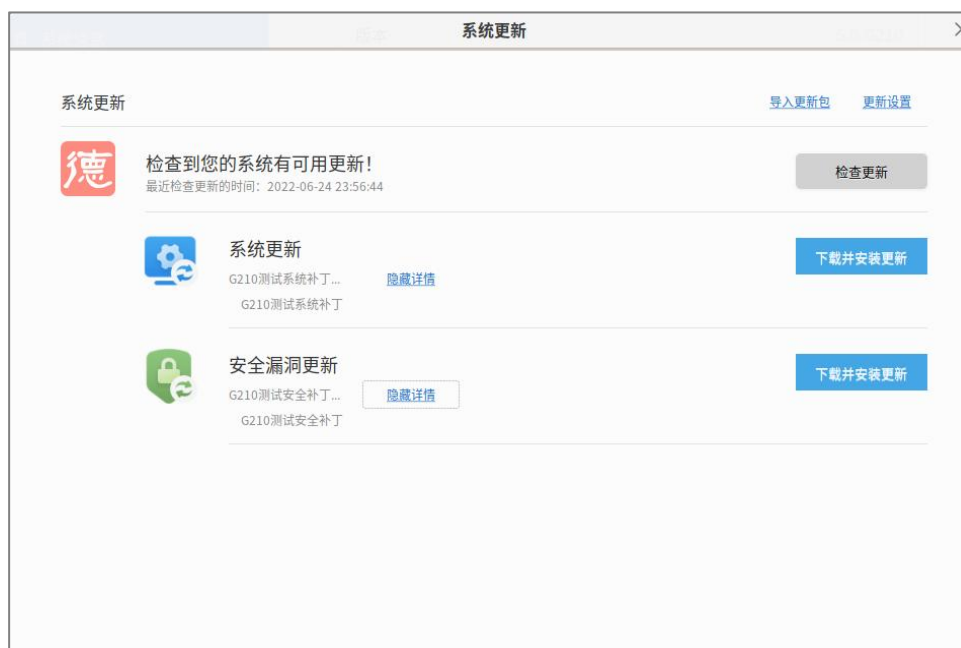 系统更新
系统更新
导入更新包 更新设置
德
检查到您的系统有可用更新!
最近检查更新的时间：2022-06-24 23:56:44
检查更新
系统更新
G210测试系统补丁... 隐藏详情
G210测试系统补丁
下载并安装更新
安全漏洞更新
G210测试安全补丁... 隐藏详情
G210测试安全补丁
下载并安装更新